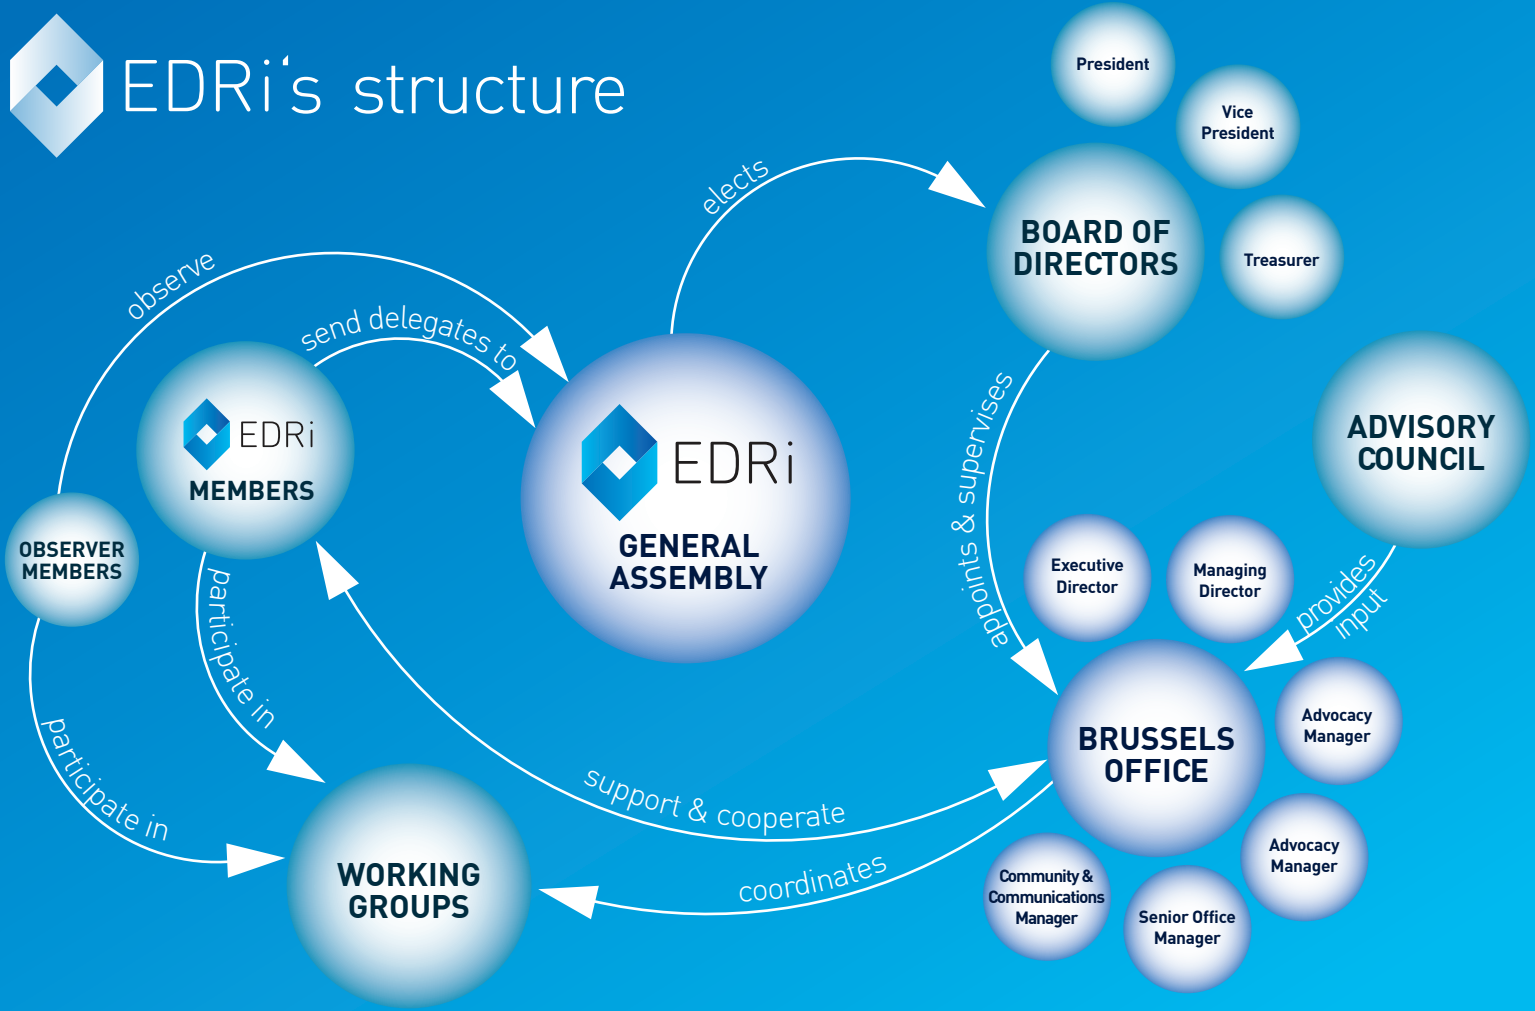 EDRi's structure
President
Vice
President
Treasurer
BOARD OF
DIRECTORS
elects
observe
send delegates to
EDRi
MEMBERS
EDRi
GENERAL
ASSEMBLY
OBSERVER
MEMBERS
appoints & supervises
ADVISORY
COUNCIL
provides
input
Executive
Director
Managing
Director
participate in
participate in
BRUSSELS
OFFICE
Advocacy
Manager
Advocacy
Manager
support & cooperate
coordinates
WORKING
GROUPS
Community &
Communications
Manager
Senior Office
Manager